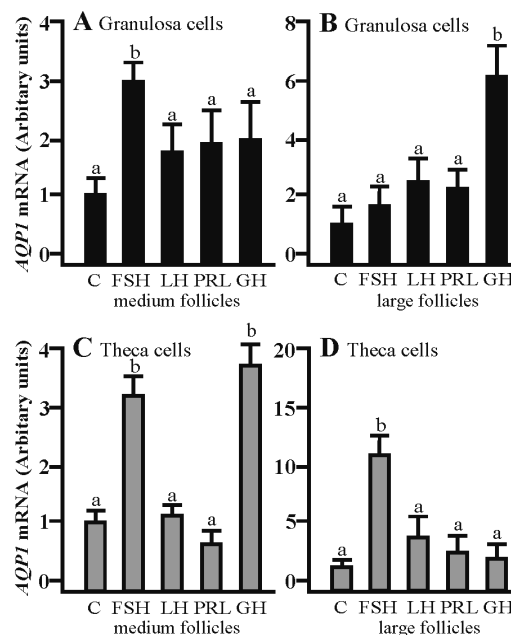 A Granulosa cells
B Granulosa cells
AQP1 mRNA (Arbitary units)
4
3
2
1
0
a
b
a
a
a
C FSH LH PRL GH
medium follicles
8
6
4
2
0
a
a
a
a
b
C FSH LH PRL GH
large follicles
C Theca cells
D Theca cells
AQP1 mRNA (Arbitary units)
4
3
2
1
0
a
b
a
a
b
C FSH LH PRL GH
medium follicles
20
15
10
5
0
a
b
a
a
a
C FSH LH PRL GH
large follicles